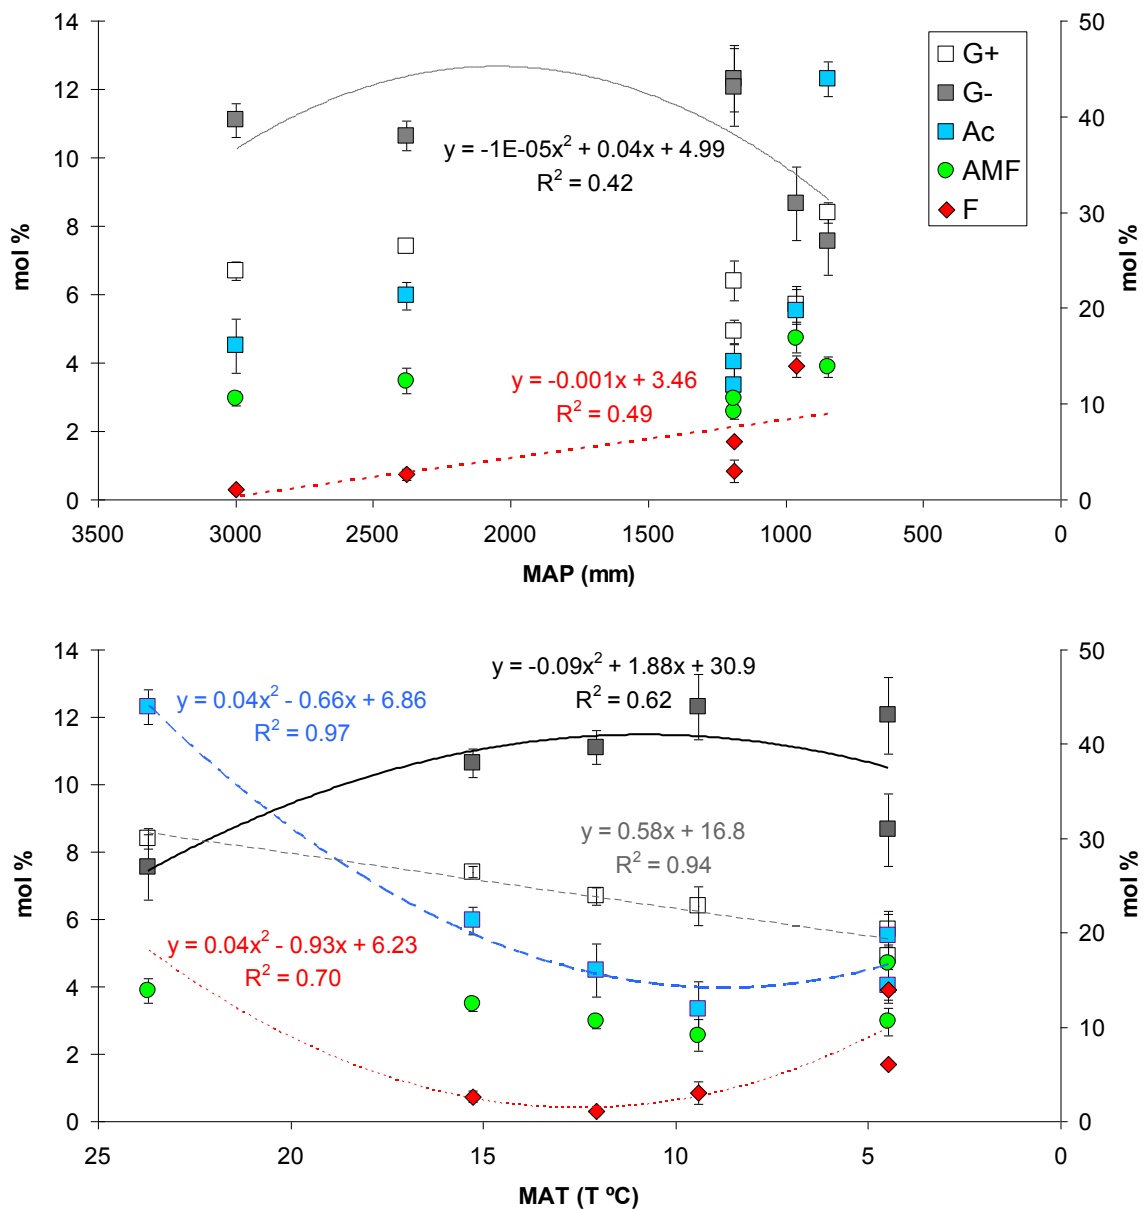 14
12
10
8
6
4
2
0
mol %
50
40
30
20
10
0
mol %
G+
G-
Ac
AMF
F
y = -1E-05x² + 0.04x + 4.99
R² = 0.42
y = -0.001x + 3.46
R² = 0.49
3500 3000 2500 2000 1500 1000 500 0
MAP (mm)
14
12
10
8
6
4
2
0
mol %
50
40
30
20
10
0
mol %
y = -0.09x² + 1.88x + 30.9
R² = 0.62
y = 0.04x² - 0.66x + 6.86
R² = 0.97
y = 0.58x + 16.8
R² = 0.94
y = 0.04x² - 0.93x + 6.23
R² = 0.70
25 20 15 10 5 0
MAT (T ºC)